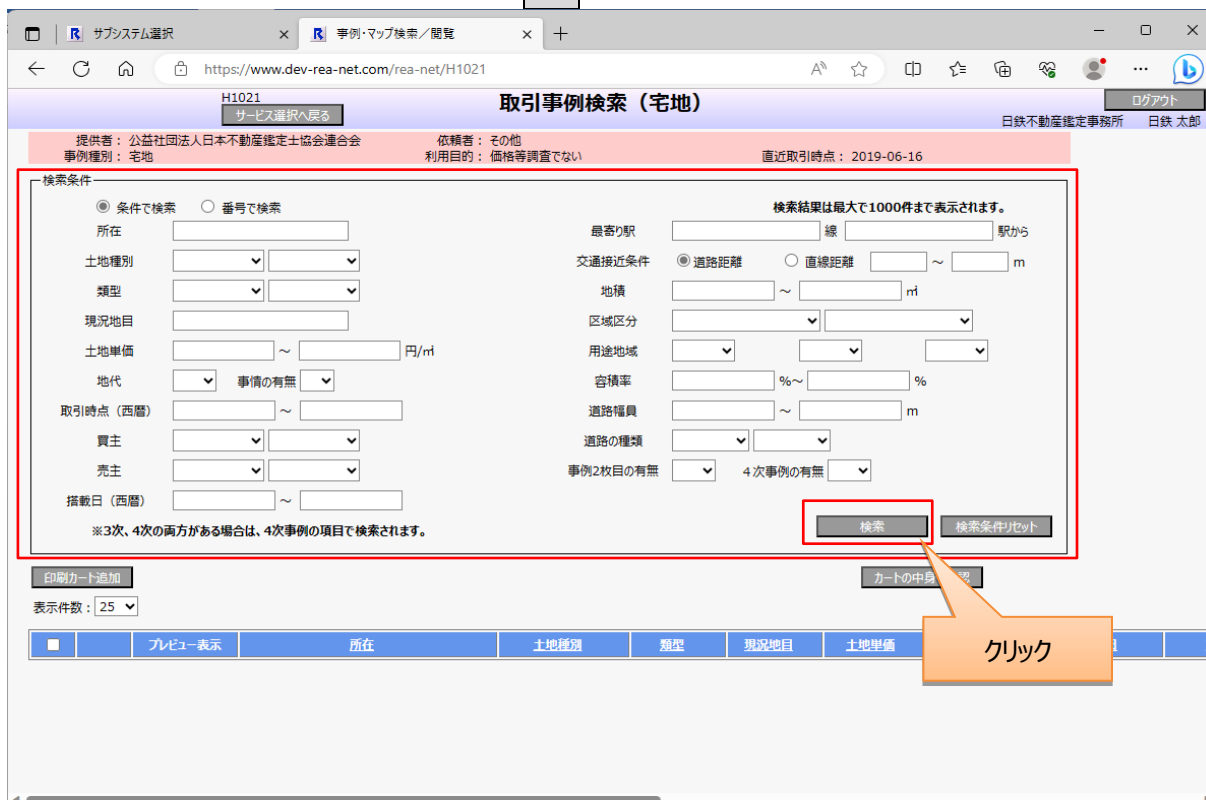 サブシステム選択
事例・マップ検索／閲覧
https://www.dev-rea-net.com/rea-net/H1021
H1021
サービス選択へ戻る
取引事例検索（宅地）
ログアウト
日鉄不動産鑑定事務所 日鉄 太郎
提供者： 公益社団法人日本不動産鑑定士協会連合会 依頼者： その他
事例種別： 宅地 利用目的： 価格等調査でない 直近取引時点： 2019-06-16
検索条件
条件で検索 番号で検索 検索結果は最大で1000件まで表示されます。
所在 最寄り駅 線 駅から
土地種別 交通接近条件 道路距離 直線距離 ～ m
類型 地積 ～ ㎡
現況地目 区域区分
土地単価 ～ 円/㎡ 用途地域
地代 事情の有無 容積率 %～ %
取引時点（西暦） ～ 道路幅員 ～ m
買主 道路の種類
売主 事例2枚目の有無 ４次事例の有無
搭載日（西暦） ～
※3次、4次の両方がある場合は、4次事例の項目で検索されます。
検索 検索条件リセット
印刷カート追加 カートの中身
表示件数： 25
プレビュー表示 所在 土地種別 類型 現況地目 土地単価
クリック